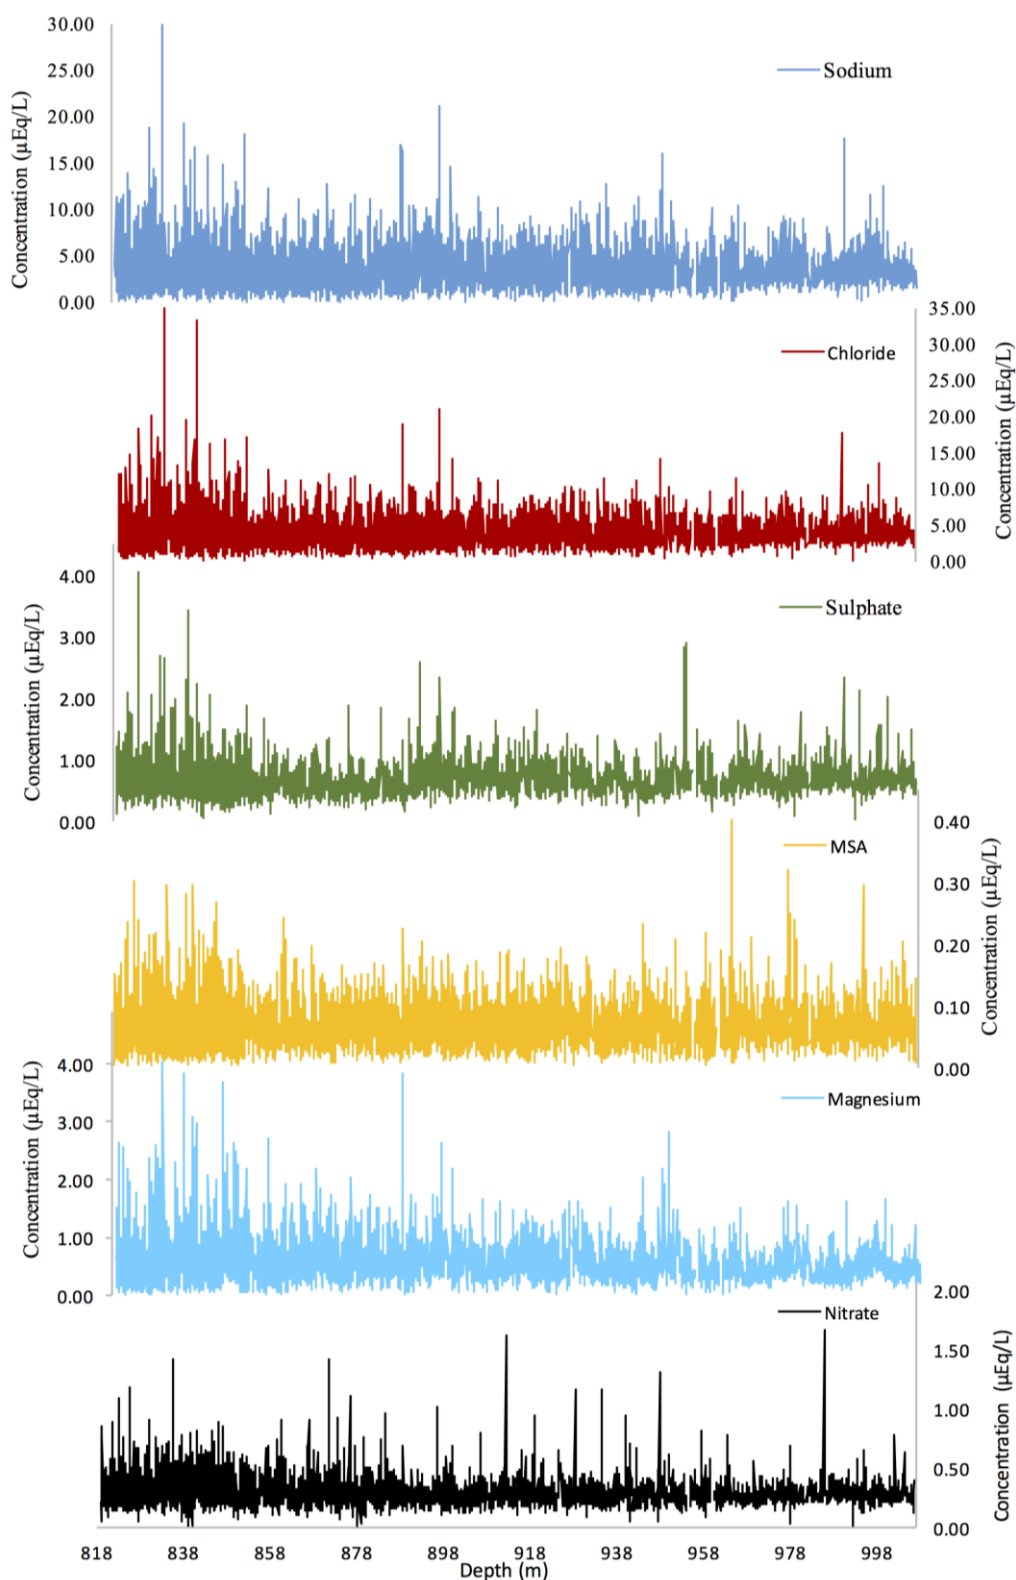 30.00
25.00
20.00
15.00
10.00
5.00
0.00
Concentration (µEq/L)
Sodium
35.00
30.00
25.00
20.00
15.00
10.00
5.00
0.00
Concentration (µEq/L)
Chloride
4.00
3.00
2.00
1.00
0.00
Concentration (µEq/L)
Sulphate
0.40
0.30
0.20
0.10
0.00
Concentration (µEq/L)
MSA
4.00
3.00
2.00
1.00
0.00
Concentration (µEq/L)
Magnesium
2.00
1.50
1.00
0.50
0.00
Concentration (µEq/L)
Nitrate
818 838 858 878 898 918 938 958 978 998
Depth (m)